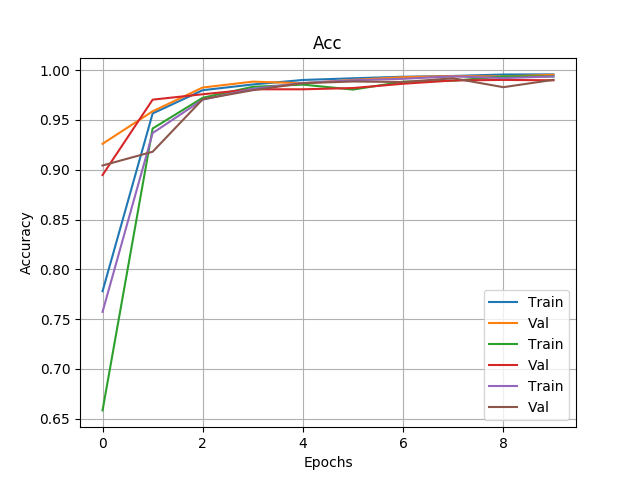 Acc
1.00
0.95
0.90
0.85
0.80
0.75
0.70
0.65
Accuracy
Train
Val
Train
Val
Train
Val
0 2 4 6 8
Epochs